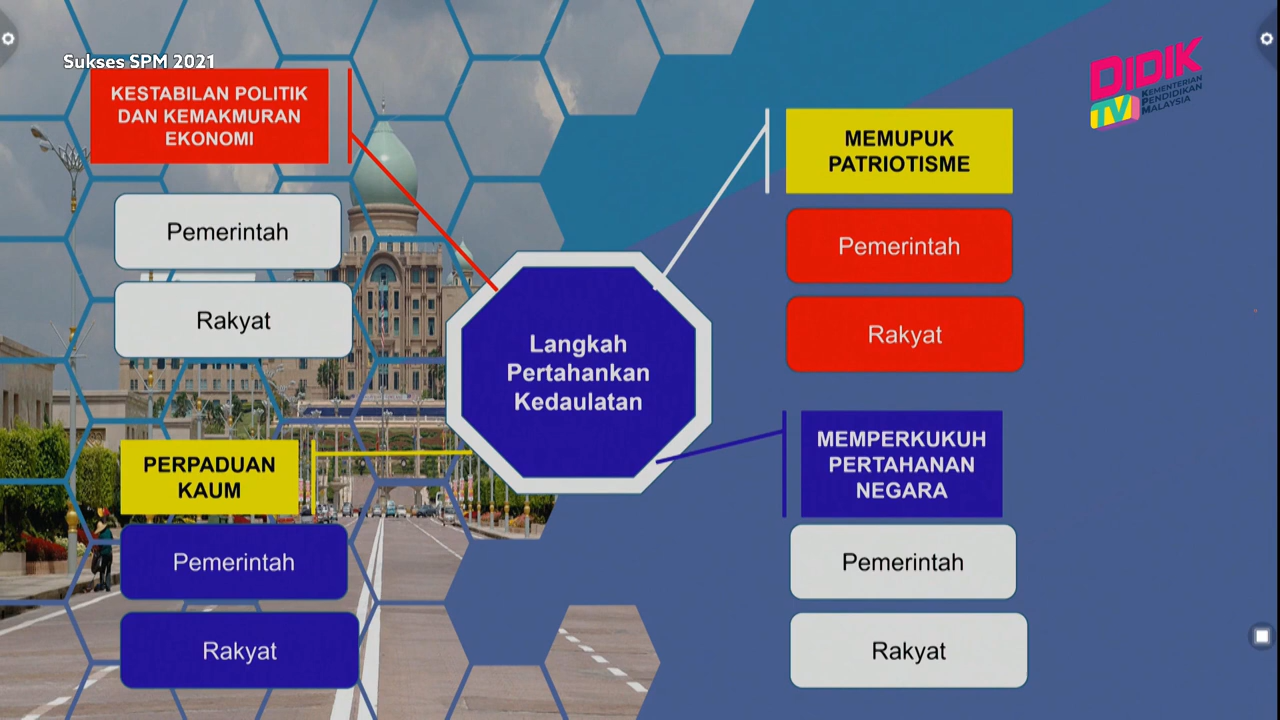 Sukses SPM 2021
KESTABILAN POLITIK
DAN KEMAKMURAN
EKONOMI
Pemerintah
Rakyat
PERPADUAN
KAUM
Pemerintah
Rakyat
Langkah
Pertahankan
Kedaulatan
DIDIK
TV
KEMENTERIAN
PENDIDIKAN
MALAYSIA
MEMUPUK
PATRIOTISME
Pemerintah
Rakyat
MEMPERKUKUH
PERTAHANAN
NEGARA
Pemerintah
Rakyat